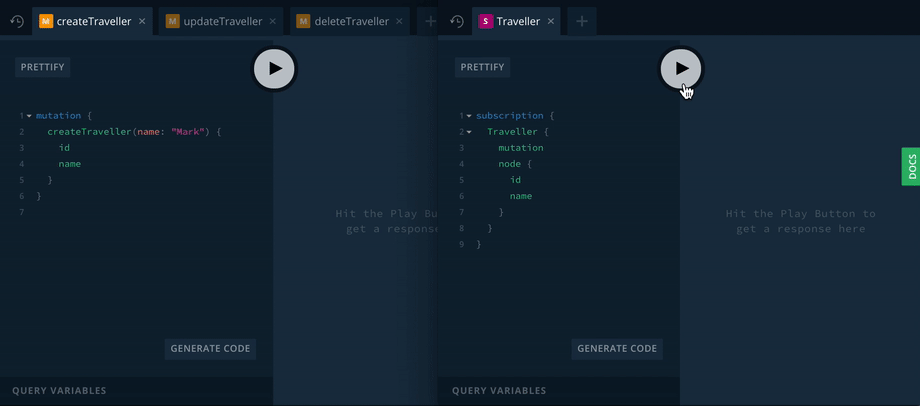 M createTraveller ×
M updateTraveller ×
M deleteTraveller ×
+
PRETTIFY
1 mutation {
2 createTraveller(name: "Mark") {
3 id
4 name
5 }
6 }
7
Hit the Play Bu
get a response
GENERATE CODE
QUERY VARIABLES
S Traveller ×
+
PRETTIFY
1 subscription {
2 Traveller {
3 mutation
4 node {
5 id
6 name
7 }
8 }
9 }
Hit the Play Button to
get a response here
DOCS
GENERATE CODE
QUERY VARIABLES